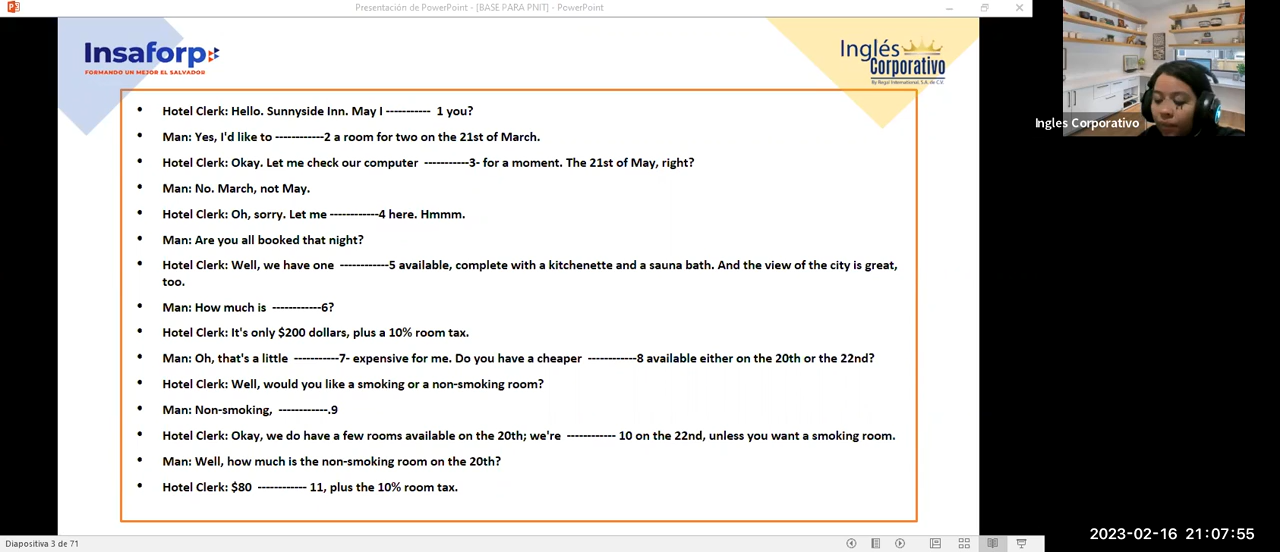 Presentación de PowerPoint - [BASE PARA PNIT] - PowerPoint
Insaforp
FORMANDO UN MEJOR EL SALVADOR
Inglés
Corporativo
By Regal International, S.A. de C.V.
• Hotel Clerk: Hello. Sunnyside Inn. May I ----------- 1 you?
• Man: Yes, I'd like to ------------2 a room for two on the 21st of March.
• Hotel Clerk: Okay. Let me check our computer -----------3- for a moment. The 21st of May, right?
• Man: No. March, not May.
• Hotel Clerk: Oh, sorry. Let me ------------4 here. Hmmm.
• Man: Are you all booked that night?
• Hotel Clerk: Well, we have one ------------5 available, complete with a kitchenette and a sauna bath. And the view of the city is great,
too.
• Man: How much is ------------6?
• Hotel Clerk: It's only $200 dollars, plus a 10% room tax.
• Man: Oh, that's a little -----------7- expensive for me. Do you have a cheaper ------------8 available either on the 20th or the 22nd?
• Hotel Clerk: Well, would you like a smoking or a non-smoking room?
• Man: Non-smoking, ------------.9
• Hotel Clerk: Okay, we do have a few rooms available on the 20th; we're ------------ 10 on the 22nd, unless you want a smoking room.
• Man: Well, how much is the non-smoking room on the 20th?
• Hotel Clerk: $80 ------------ 11, plus the 10% room tax.
Ingles Corporativo
Diapositiva 3 de 71
2023-02-16 21:07:55